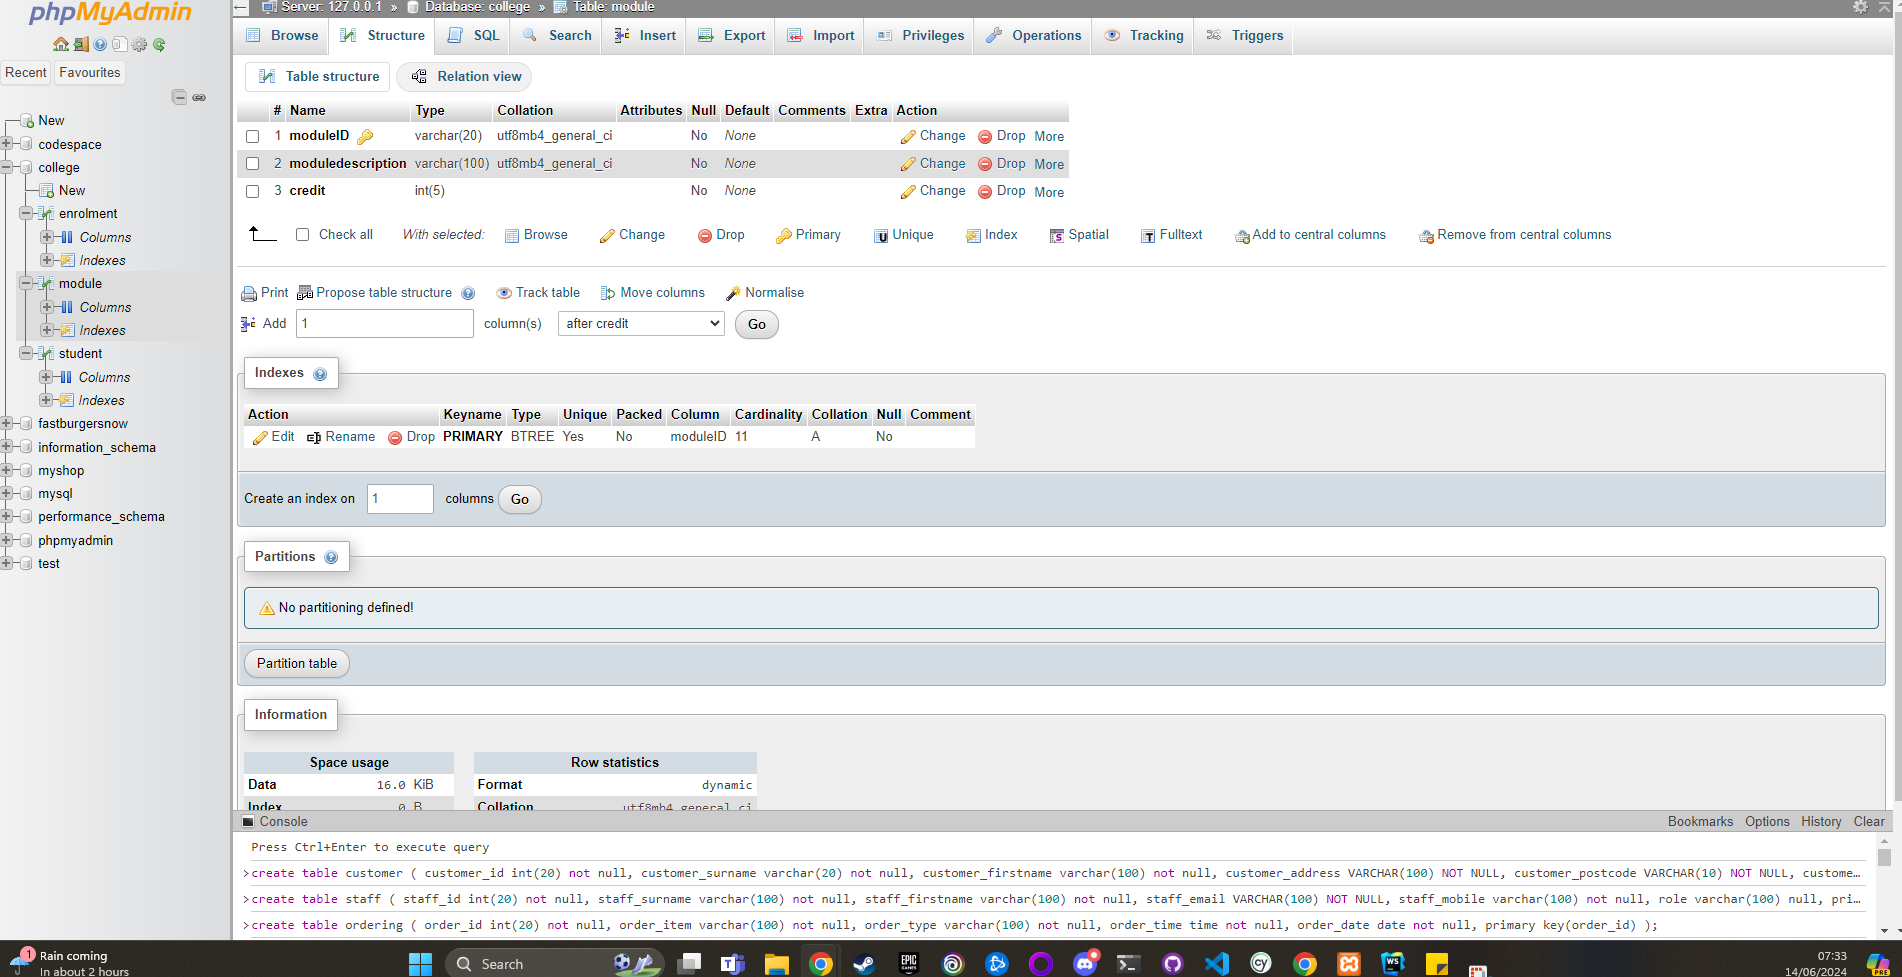 phpMyAdmin
Recent Favourites
New
codespace
college
New
enrolment
Columns
Indexes
module
Columns
Indexes
student
Columns
Indexes
fastburgersnow
information_schema
myshop
mysql
performance_schema
phpmyadmin
test
Server: 127.0.0.1 » Database: college » Table: module
Browse Structure SQL Search Insert Export Import Privileges Operations Tracking Triggers
Table structure Relation view
# Name Type Collation Attributes Null Default Comments Extra Action
1 moduleID varchar(20) utf8mb4_general_ci No None Change Drop More
2 moduledescription varchar(100) utf8mb4_general_ci No None Change Drop More
3 credit int(5) No None Change Drop More
Check all With selected: Browse Change Drop Primary Unique Index Spatial Fulltext Add to central columns Remove from central columns
Print Propose table structure Track table Move columns Normalise
Add 1 column(s) after credit Go
Indexes
Action Keyname Type Unique Packed Column Cardinality Collation Null Comment
Edit Rename Drop PRIMARY BTREE Yes No moduleID 11 A No
Create an index on 1 columns Go
Partitions
No partitioning defined!
Partition table
Information
Space usage
Data 16.0 KiB
Index 0 B
Row statistics
Format dynamic
Collation utf8mb4_general_ci
Console Bookmarks Options History Clear
Press Ctrl+Enter to execute query
>create table customer ( customer_id int(20) not null, customer_surname varchar(20) not null, customer_firstname varchar(100) not null, customer_address VARCHAR(100) NOT NULL, customer_postcode VARCHAR(10) NOT NULL, custome…
>create table staff ( staff_id int(20) not null, staff_surname varchar(100) not null, staff_firstname varchar(100) not null, staff_email VARCHAR(100) NOT NULL, staff_mobile varchar(100) not null, role varchar(100) null, pri…
>create table ordering ( order_id int(20) not null, order_item varchar(100) not null, order_type varchar(100) not null, order_time time not null, order_date date not null, primary key(order_id) );
1
Rain coming
In about 2 hours
Search
EPIC GAMES
CY
WS
07:33
14/06/2024
PRE